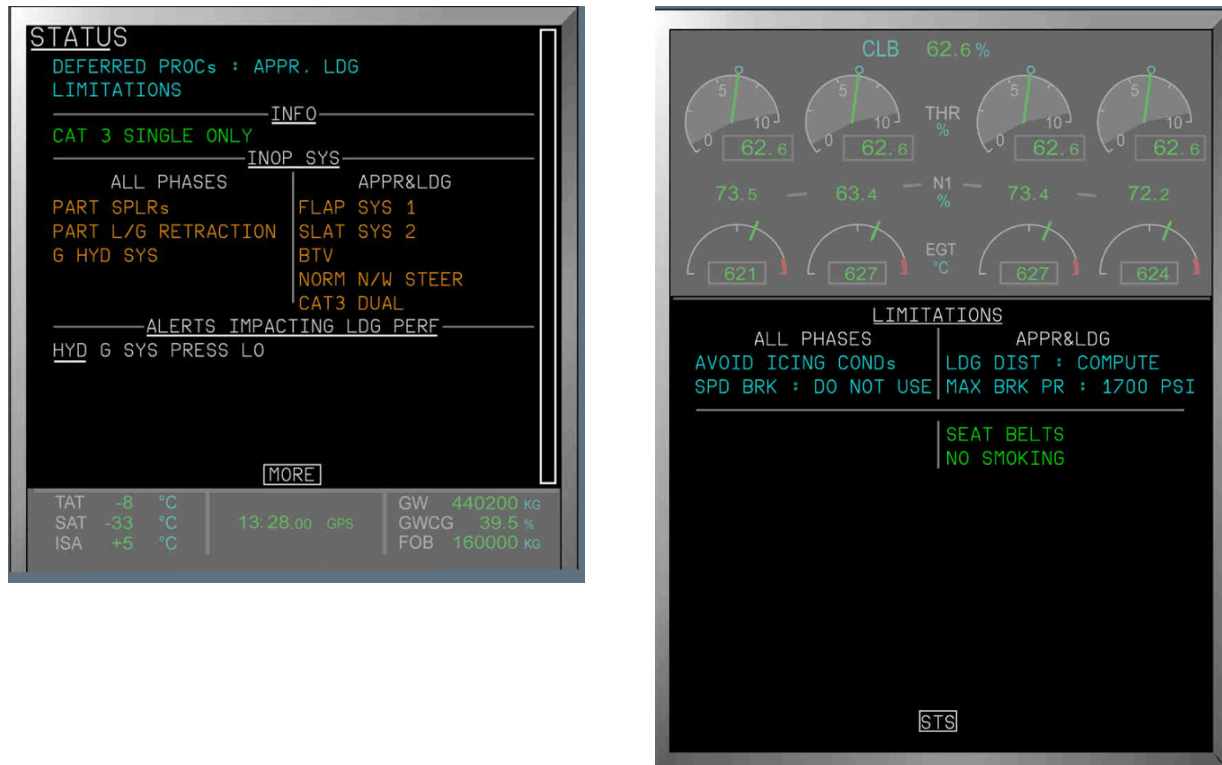 STATUS
DEFERRED PROCs : APPR, LDG
LIMITATIONS
INFO
CAT 3 SINGLE ONLY
INOP SYS
ALL PHASES APPR&LDG
PART SPLRs FLAP SYS 1
PART L/G RETRACTION SLAT SYS 2
G HYD SYS BTV
NORM N/W STEER
CAT3 DUAL
ALERTS IMPACTING LDG PERF
HYD G SYS PRESS LO
MORE
TAT -8 °C 13:28.00 GPS GW 440200 KG
SAT -33 °C GWCG 39.5 %
ISA +5 °C FOB 160000 KG
CLB 62.6 %
5 5 5 5
THR
%
0 10 0 10 0 10 0 10
62.6 62.6 62.6 62.6
73.5 63.4 N1 % 73.4 72.2
EGT
°C
621 627 627 624
LIMITATIONS
ALL PHASES APPR&LDG
AVOID ICING CONDs LDG DIST : COMPUTE
SPD BRK : DO NOT USE MAX BRK PR : 1700 PSI
SEAT BELTS
NO SMOKING
STS